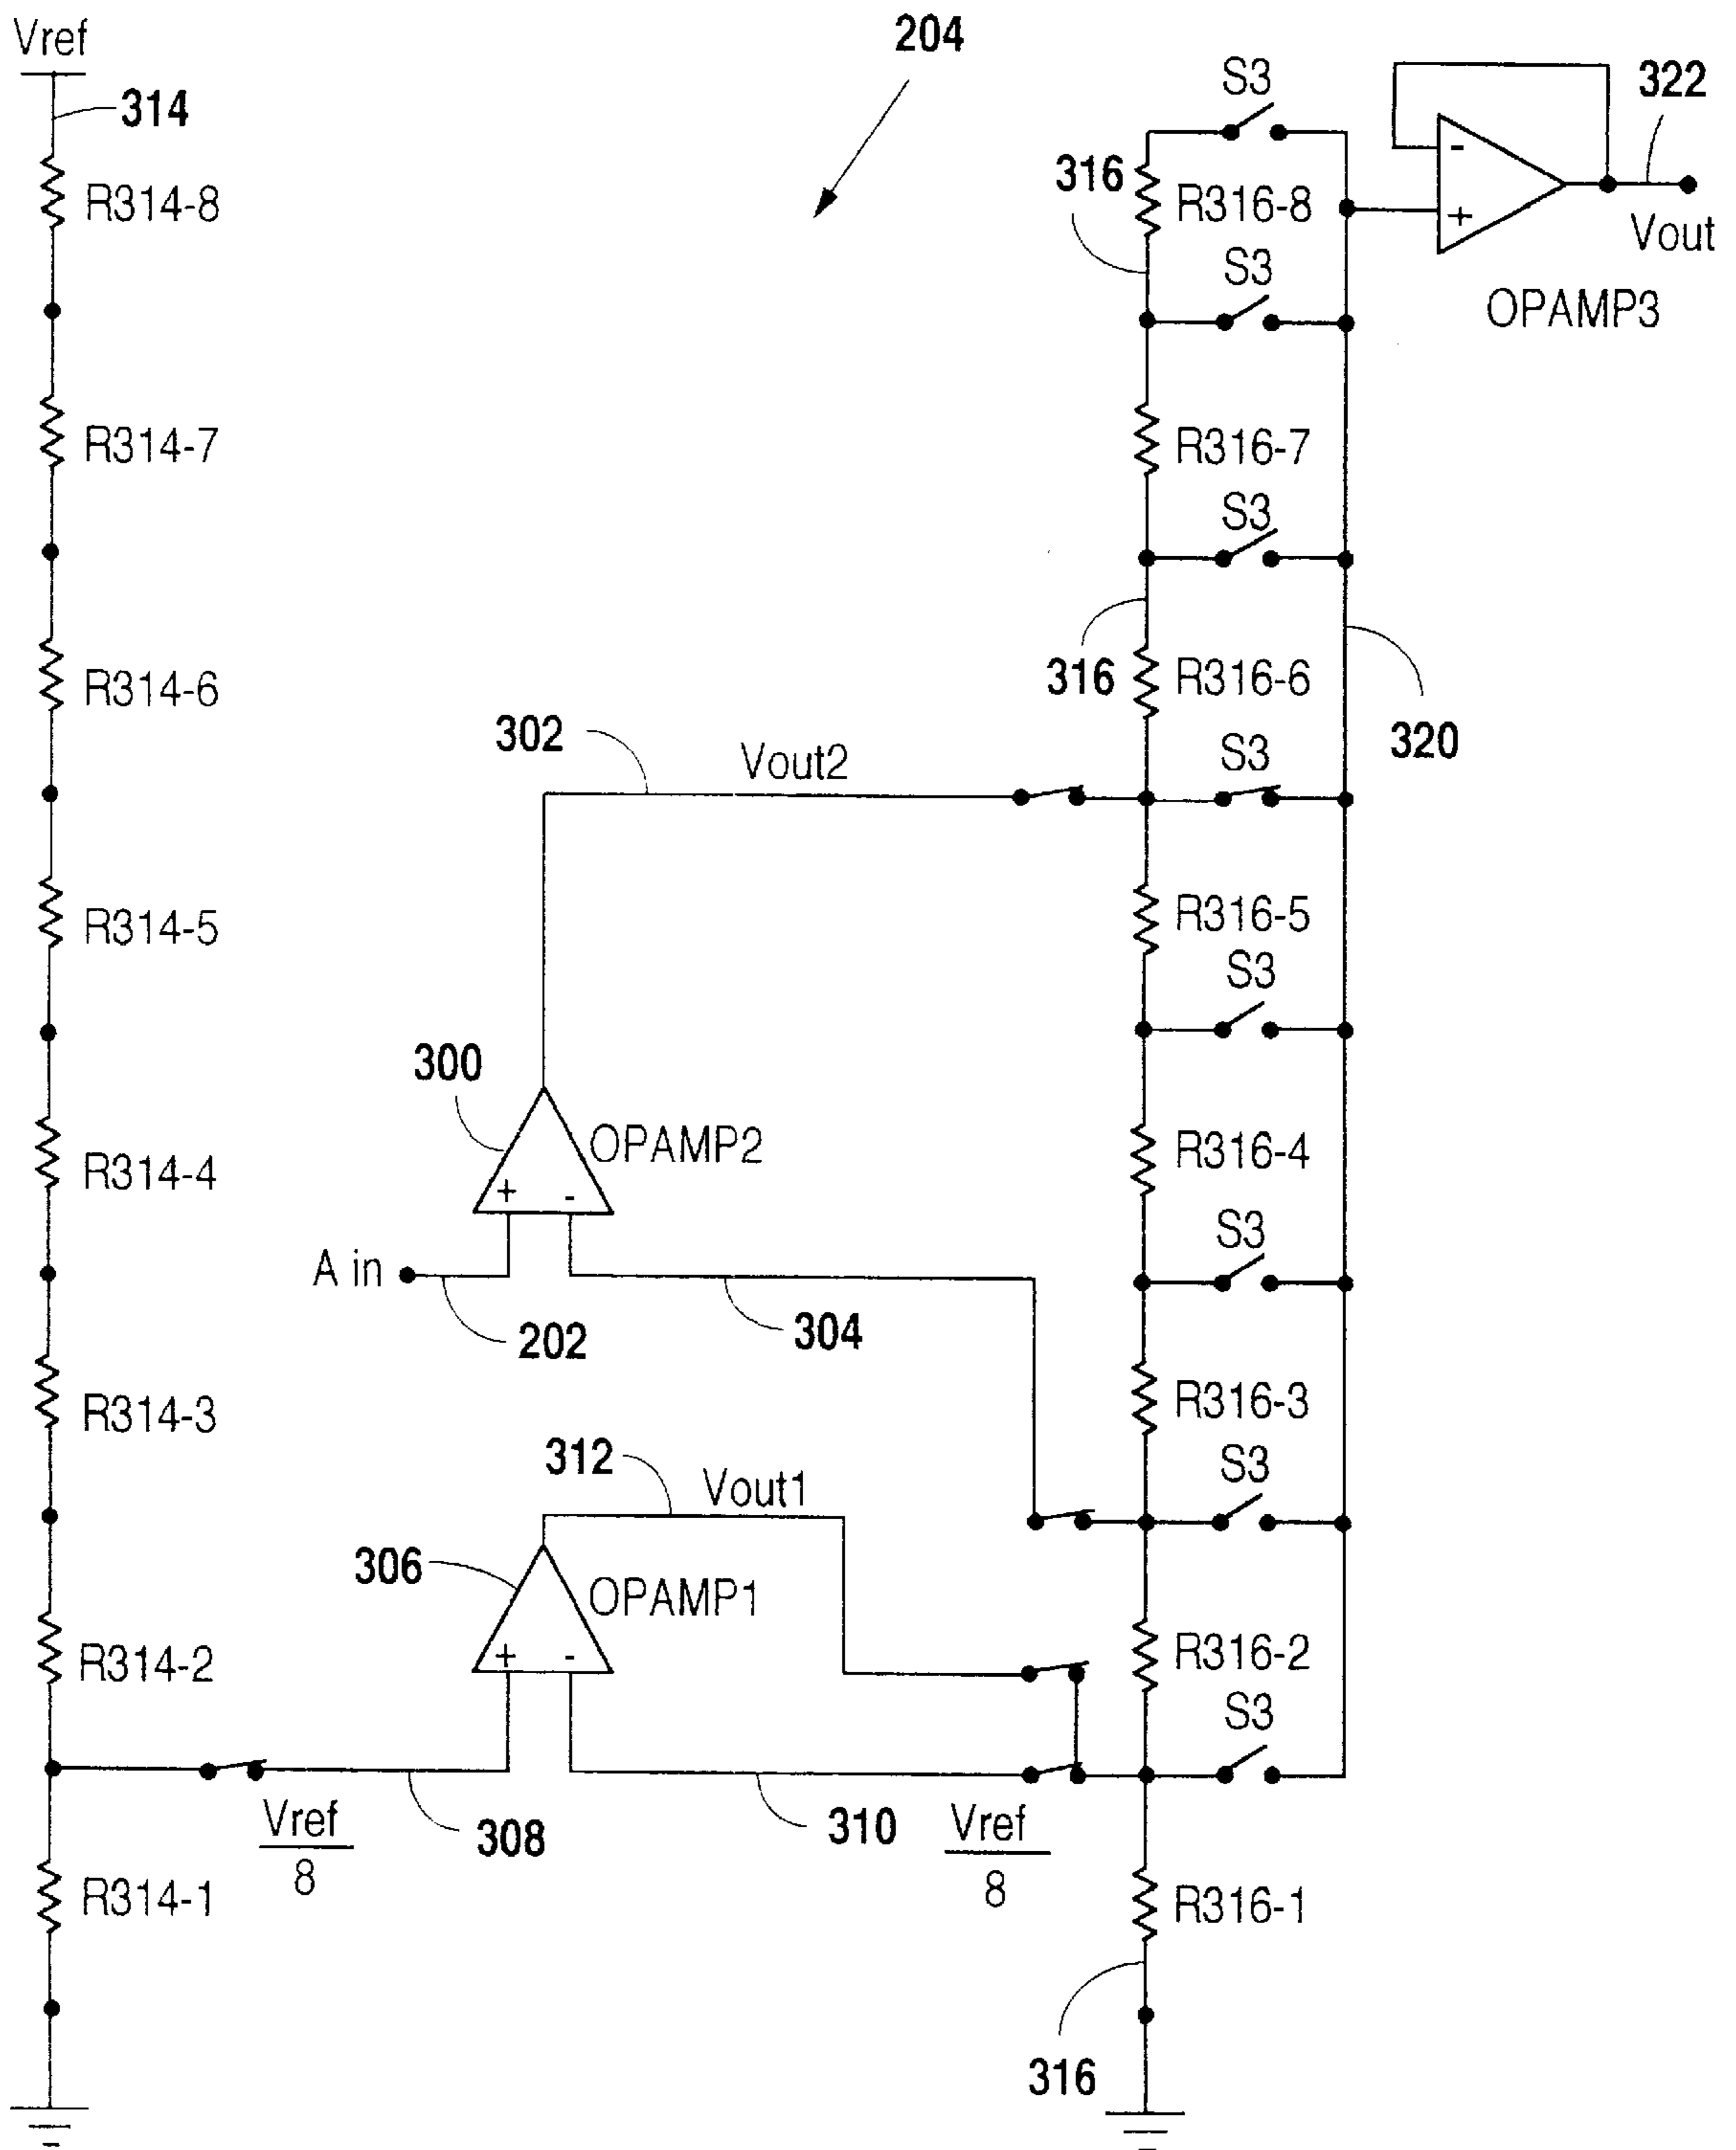 Vref
204
314
S3
322
316
R314-8
R316-8
-
+
Vout
S3
OPAMP3
R314-7
R316-7
S3
316
R314-6
R316-6
302
Vout2
S3
320
R314-5
R316-5
S3
300
OPAMP2
R314-4
R316-4
+ -
A in
S3
202
304
R314-3
R316-3
312
Vout1
S3
306
OPAMP1
R314-2
+ -
R316-2
S3
Vref
8
308
310
Vref
8
R314-1
R316-1
316